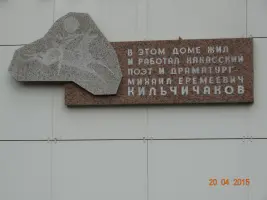 В ЭТОМ ДОМЕ ЖИЛ
И РАБОТАЛ ХАКАССКИЙ
ПОЭТ И ДРАМАТУРГ-
МИХАИЛ ЕРЕМЕЕВИЧ
КИЛЬЧИЧАКОВ
20 04 2015